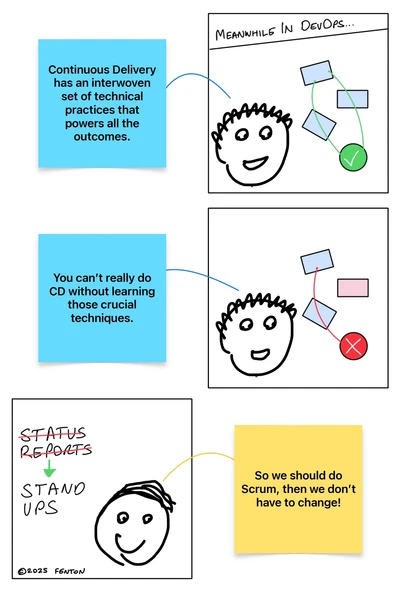 MEANWHILE IN DEVOPS...
Continuous Delivery
has an interwoven
set of technical
practices that
powers all the
outcomes.
You can’t really do
CD without learning
those crucial
techniques.
STATUS
REPORTS
STAND
UPS
So we should do
Scrum, then we don’t
have to change!
©2025 FENTON